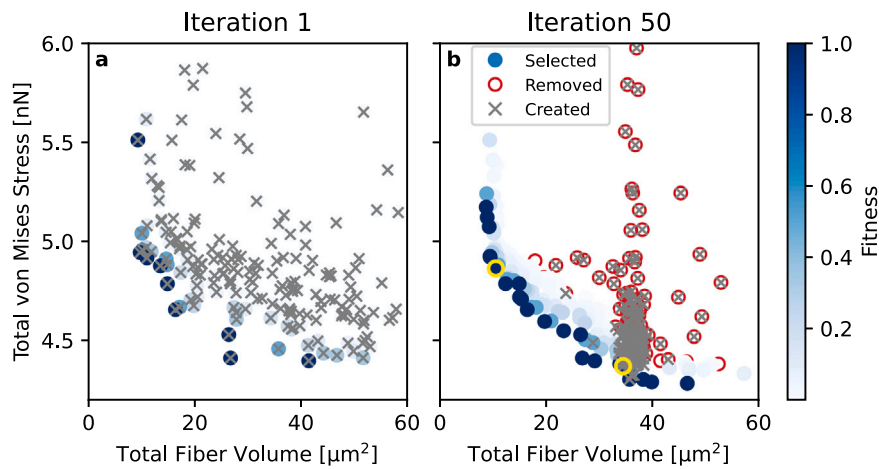 Iteration 1
Iteration 50
a
b
Selected
Removed
Created
6.0
5.5
5.0
4.5
Total von Mises Stress [nN]
0
20
40
60
Total Fiber Volume [µm²]
0
20
40
60
Total Fiber Volume [µm²]
1.0
0.8
0.6
0.4
0.2
Fitness